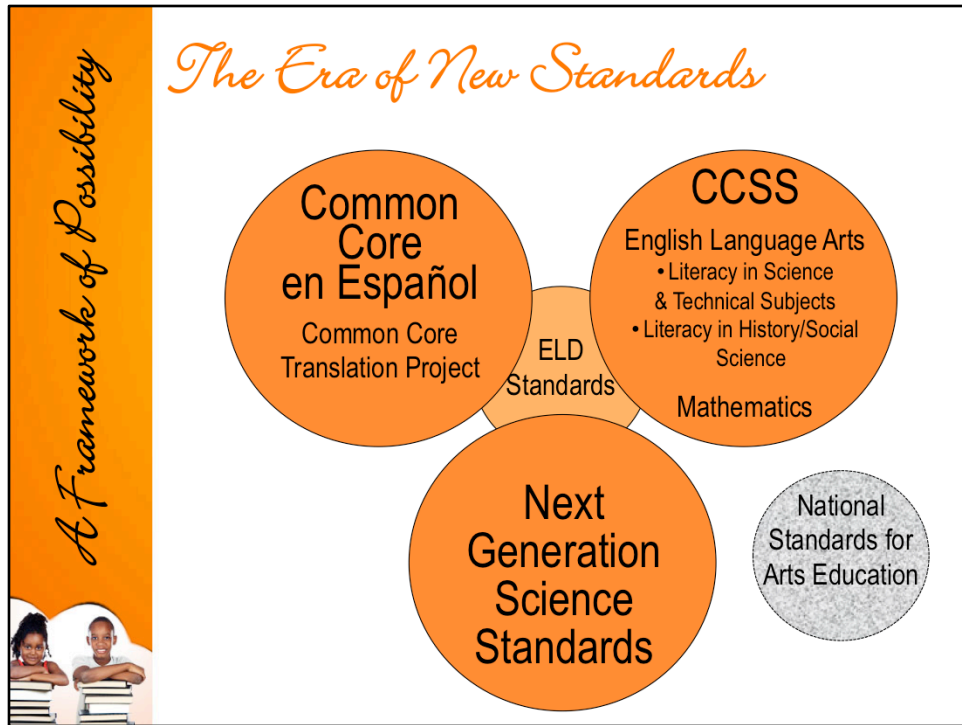 The Era of New Standards
A Framework of Possibility
Common
Core
en Español
Common Core
Translation Project
CCSS
English Language Arts
• Literacy in Science
& Technical Subjects
• Literacy in History/Social
Science
Mathematics
ELD
Standards
Next
Generation
Science
Standards
National
Standards for
Arts Education